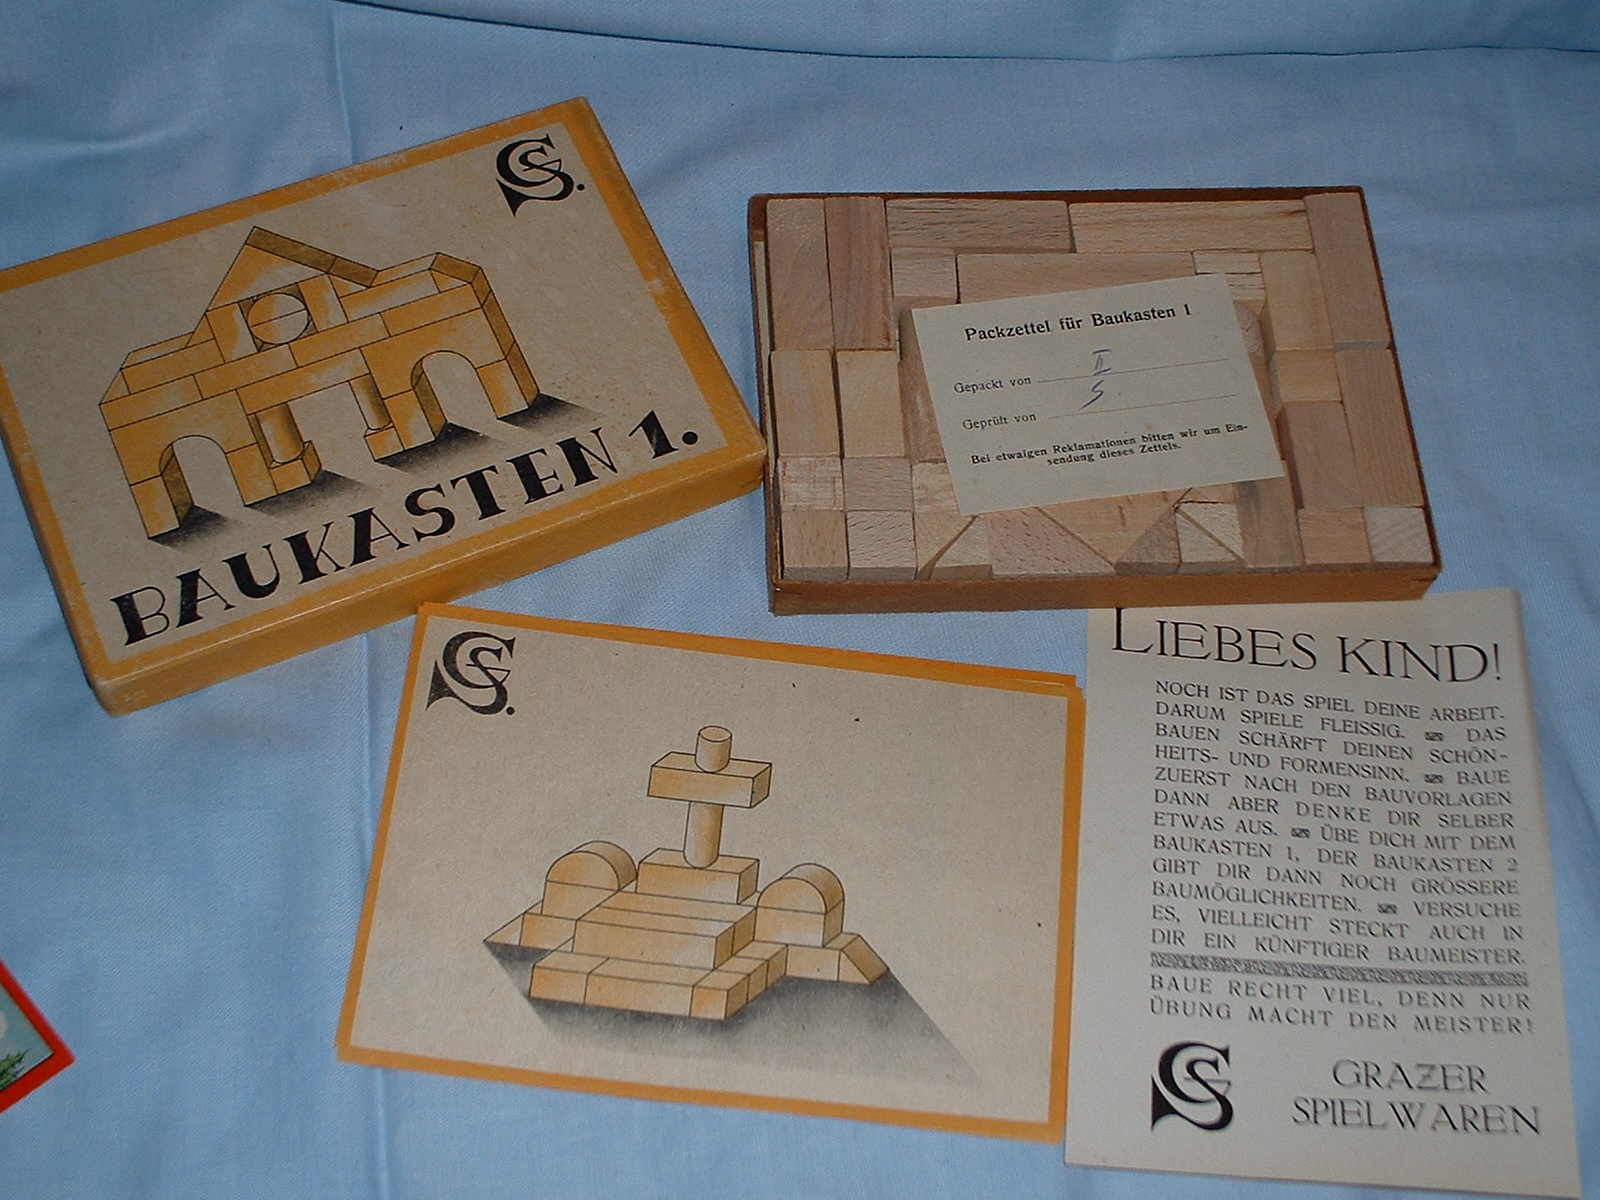 GS.
BAUKASTEN 1.
Packzettel für Baukasten 1
Gepackt von II
Geprüft von S.
Bei etwaigen Reklamationen bitten wir um Ein-
sendung dieses Zettels.
GS.
LIEBES KIND!
NOCH IST DAS SPIEL DEINE ARBEIT.
DARUM SPIELE FLEISSIG. DAS
BAUEN SCHÄRFT DEINEN SCHÖN-
HEITS- UND FORMENSINN. BAUE
ZUERST NACH DEN BAUVORLAGEN
DANN ABER DENKE DIR SELBER
ETWAS AUS. ÜBE DICH MIT DEM
BAUKASTEN 1, DER BAUKASTEN 2
GIBT DIR DANN NOCH GRÖSSERE
BAUMÖGLICHKEITEN. VERSUCHE
ES, VIELLEICHT STECKT AUCH IN
DIR EIN KÜNFTIGER BAUMEISTER.
BAUE RECHT VIEL, DENN NUR
ÜBUNG MACHT DEN MEISTER!
GS
GRAZER
SPIELWAREN